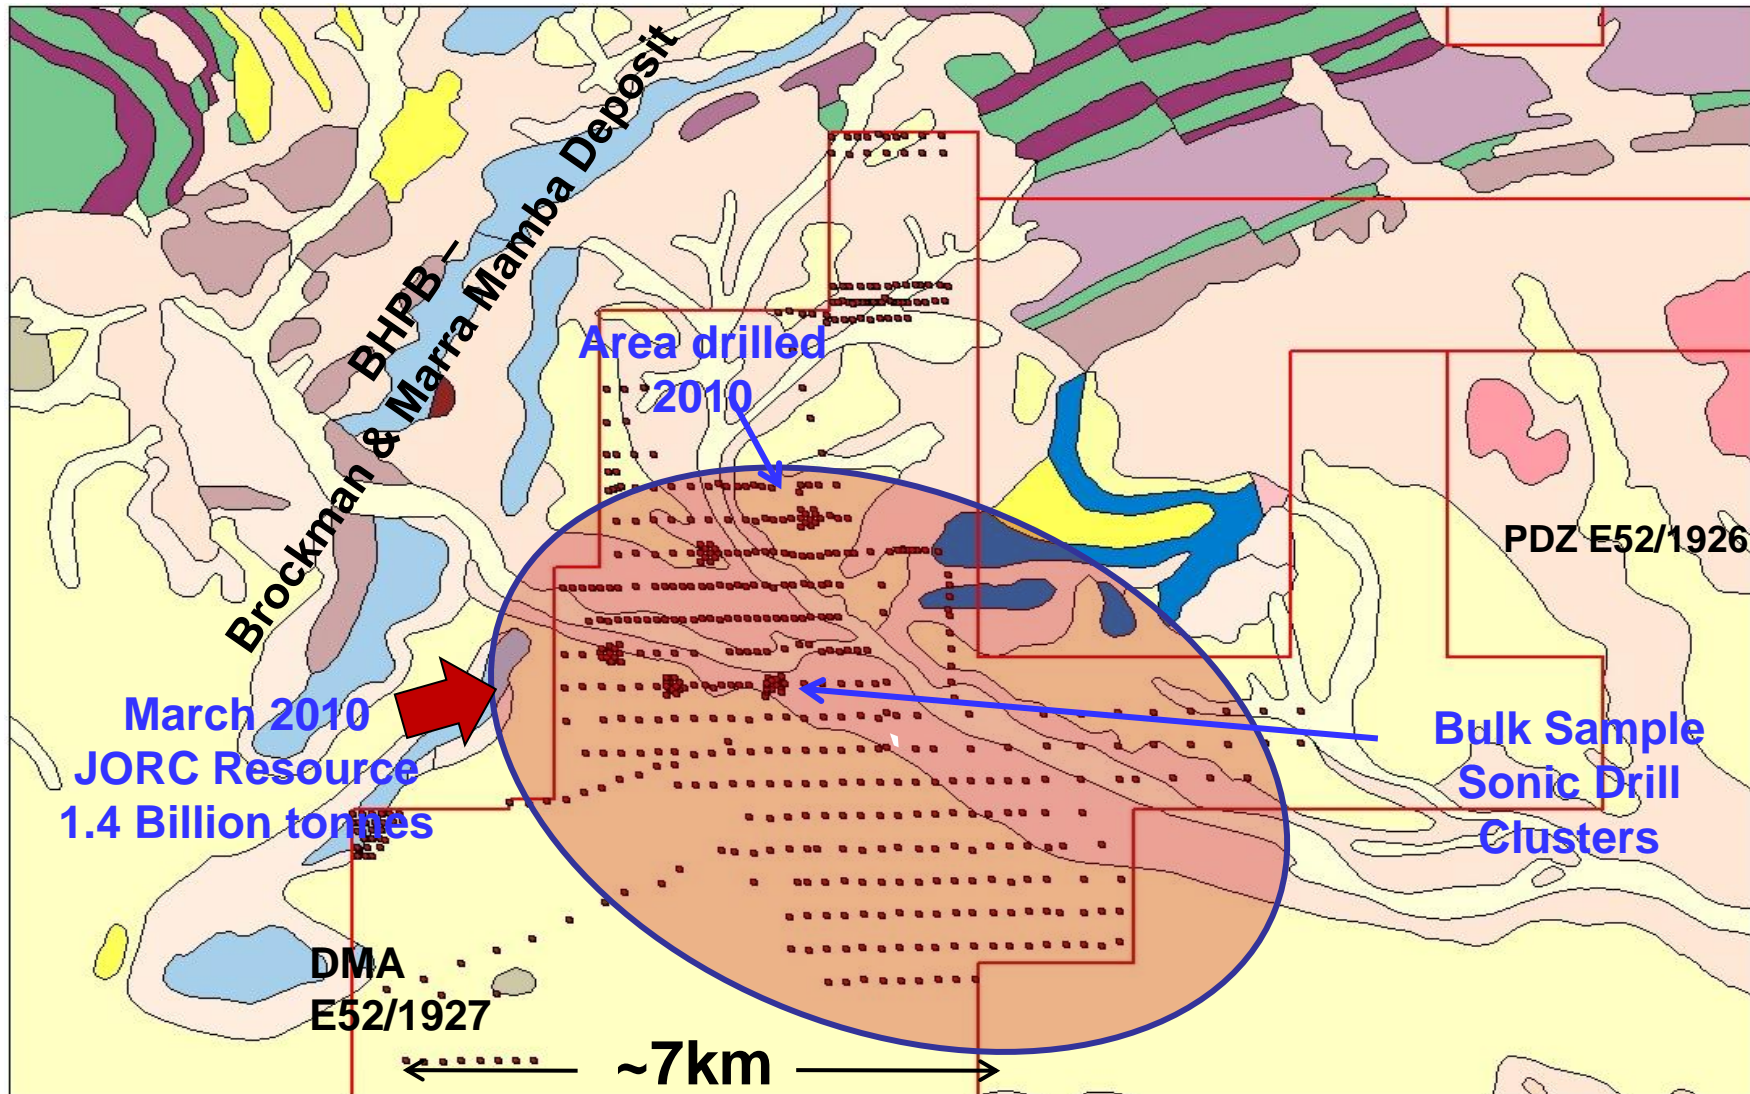 BHPB –
Brockman & Marra Mamba Deposit
Area drilled
2010
PDZ E52/1926
March 2010
JORC Resource
1.4 Billion tonnes
Bulk Sample
Sonic Drill
Clusters
DMA
E52/1927
~7km